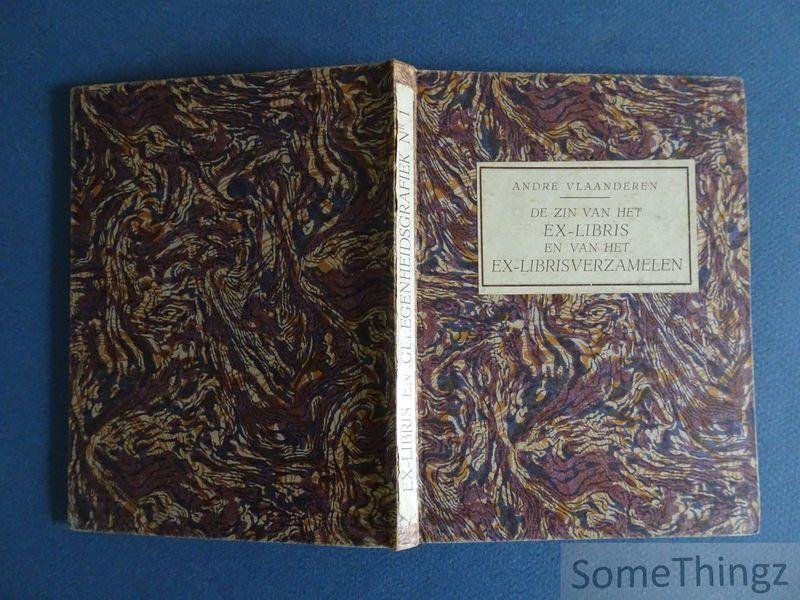 ANDRÉ VLAANDEREN
DE ZIN VAN HET
EX-LIBRIS
EN VAN HET
EX-LIBRISVERZAMELEN
EX-LIBRIS EN GELEGENHEIDSGRAFIEK NR 1
SomeThingz